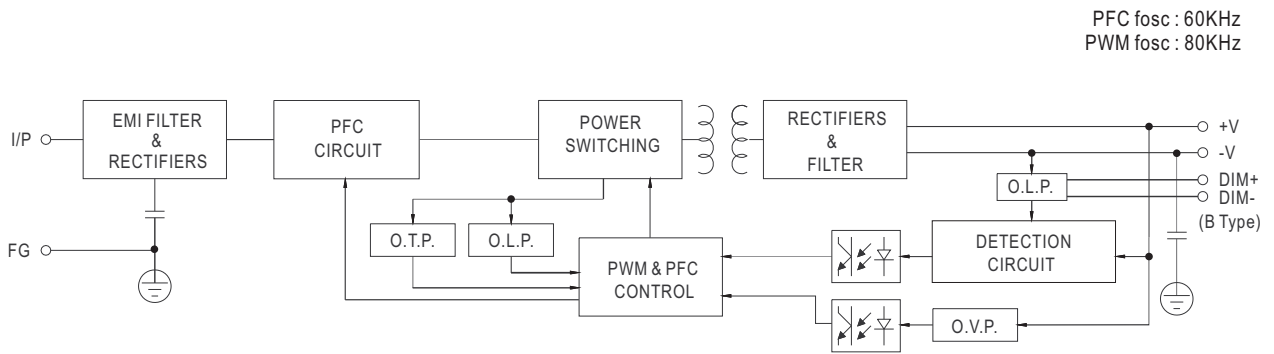 PFC fosc : 60KHz
PWM fosc : 80KHz
I/P
EMI FILTER
&
RECTIFIERS
PFC
CIRCUIT
POWER
SWITCHING
RECTIFIERS
&
FILTER
+V
-V
DIM+
DIM-
(B Type)
O.L.P.
FG
O.T.P.
O.L.P.
PWM & PFC
CONTROL
DETECTION
CIRCUIT
O.V.P.